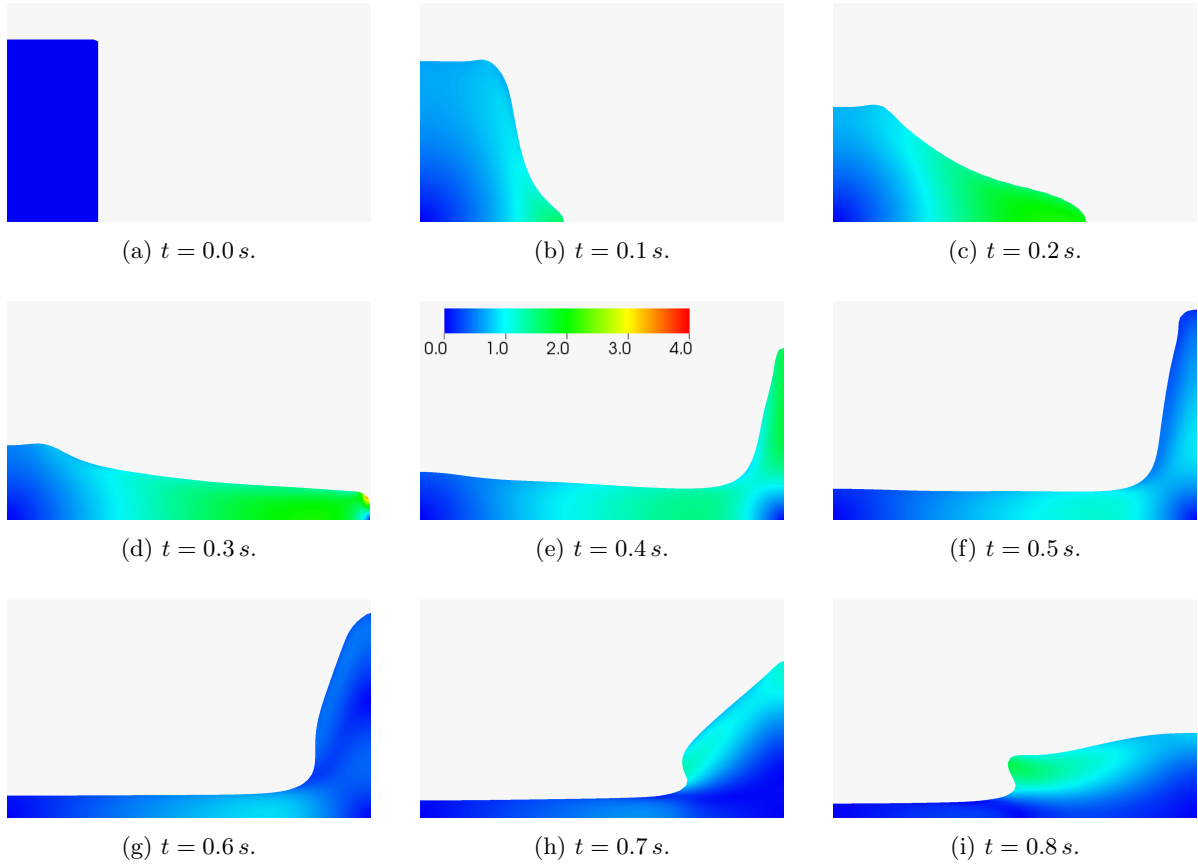 (a) t = 0.0 s.
(b) t = 0.1 s.
(c) t = 0.2 s.
0.0 1.0 2.0 3.0 4.0
(d) t = 0.3 s.
(e) t = 0.4 s.
(f) t = 0.5 s.
(g) t = 0.6 s.
(h) t = 0.7 s.
(i) t = 0.8 s.